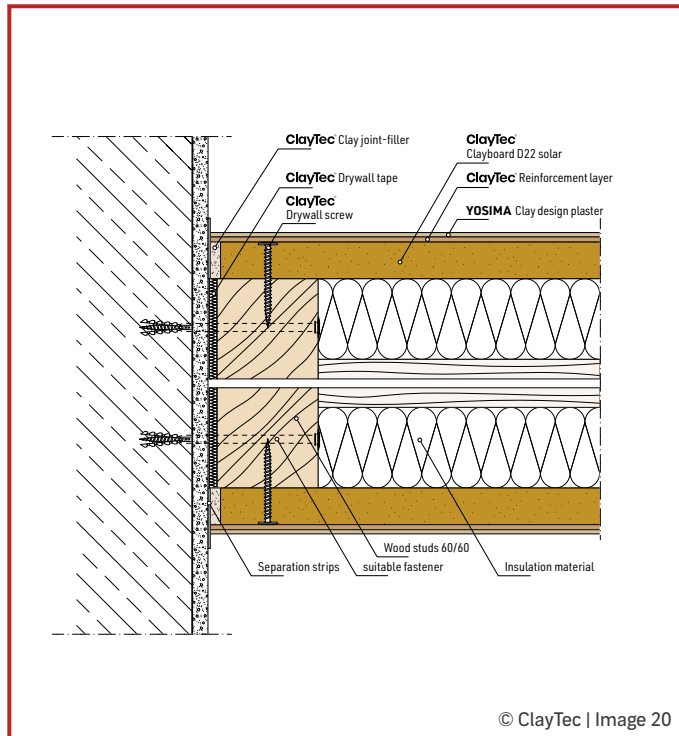 ClayTec® Clay joint-filler
ClayTec® Drywall tape
ClayTec®
Drywall screw
ClayTec®
Clayboard D22 solar
ClayTec® Reinforcement layer
YOSIMA Clay design plaster
Wood studs 60/60
Separation strips
suitable fastener
Insulation material
© ClayTec | Image 20